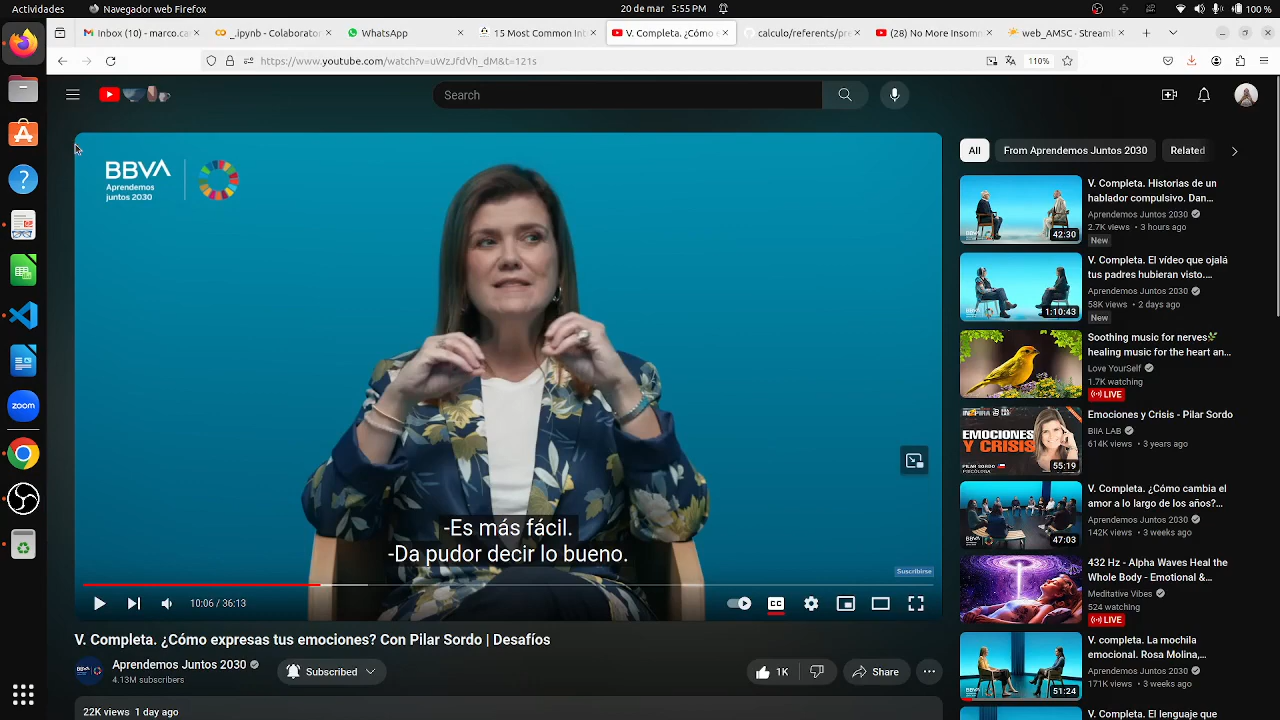 Actividades
Navegador web Firefox
20 de mar 5:55 PM
100 %
Inbox (10) - marco.ca
_.ipynb - Colaborator
WhatsApp
15 Most Common Int
V. Completa. ¿Cómo e
calculo/referents/pre
(28) No More Insomn
web_AMSC · Streaml
https://www.youtube.com/watch?v=uWzJfdVh_dM&t=121s
110%
Search
BBVA
Aprendemos
juntos 2030
-Es más fácil.
-Da pudor decir lo bueno.
Suscribirse
10:06 / 36:13
CC
V. Completa. ¿Cómo expresas tus emociones? Con Pilar Sordo | Desafíos
Aprendemos Juntos 2030
4.13M subscribers
Subscribed
1K
Share
22K views 1 day ago
All
From Aprendemos Juntos 2030
Related
42:30
V. Completa. Historias de un
hablador compulsivo. Dan...
Aprendemos Juntos 2030
2.7K views • 3 hours ago
New
1:10:43
V. Completa. El vídeo que ojalá
tus padres hubieran visto....
Aprendemos Juntos 2030
58K views • 2 days ago
New
Soothing music for nerves🌿
healing music for the heart an...
Love YourSelf
1.7K watching
LIVE
EMOCIONES
Y CRISIS
PILAR SORDO
PSICÓLOGA
55:19
Emociones y Crisis - Pilar Sordo
BIIA LAB
614K views • 3 years ago
47:03
V. Completa. ¿Cómo cambia el
amor a lo largo de los años?...
Aprendemos Juntos 2030
142K views • 3 weeks ago
432 Hz - Alpha Waves Heal the
Whole Body - Emotional &...
Meditative Vibes
524 watching
LIVE
51:24
V. completa. La mochila
emocional. Rosa Molina,...
Aprendemos Juntos 2030
171K views • 3 weeks ago
V. Completa. El lenguaje que
zoom